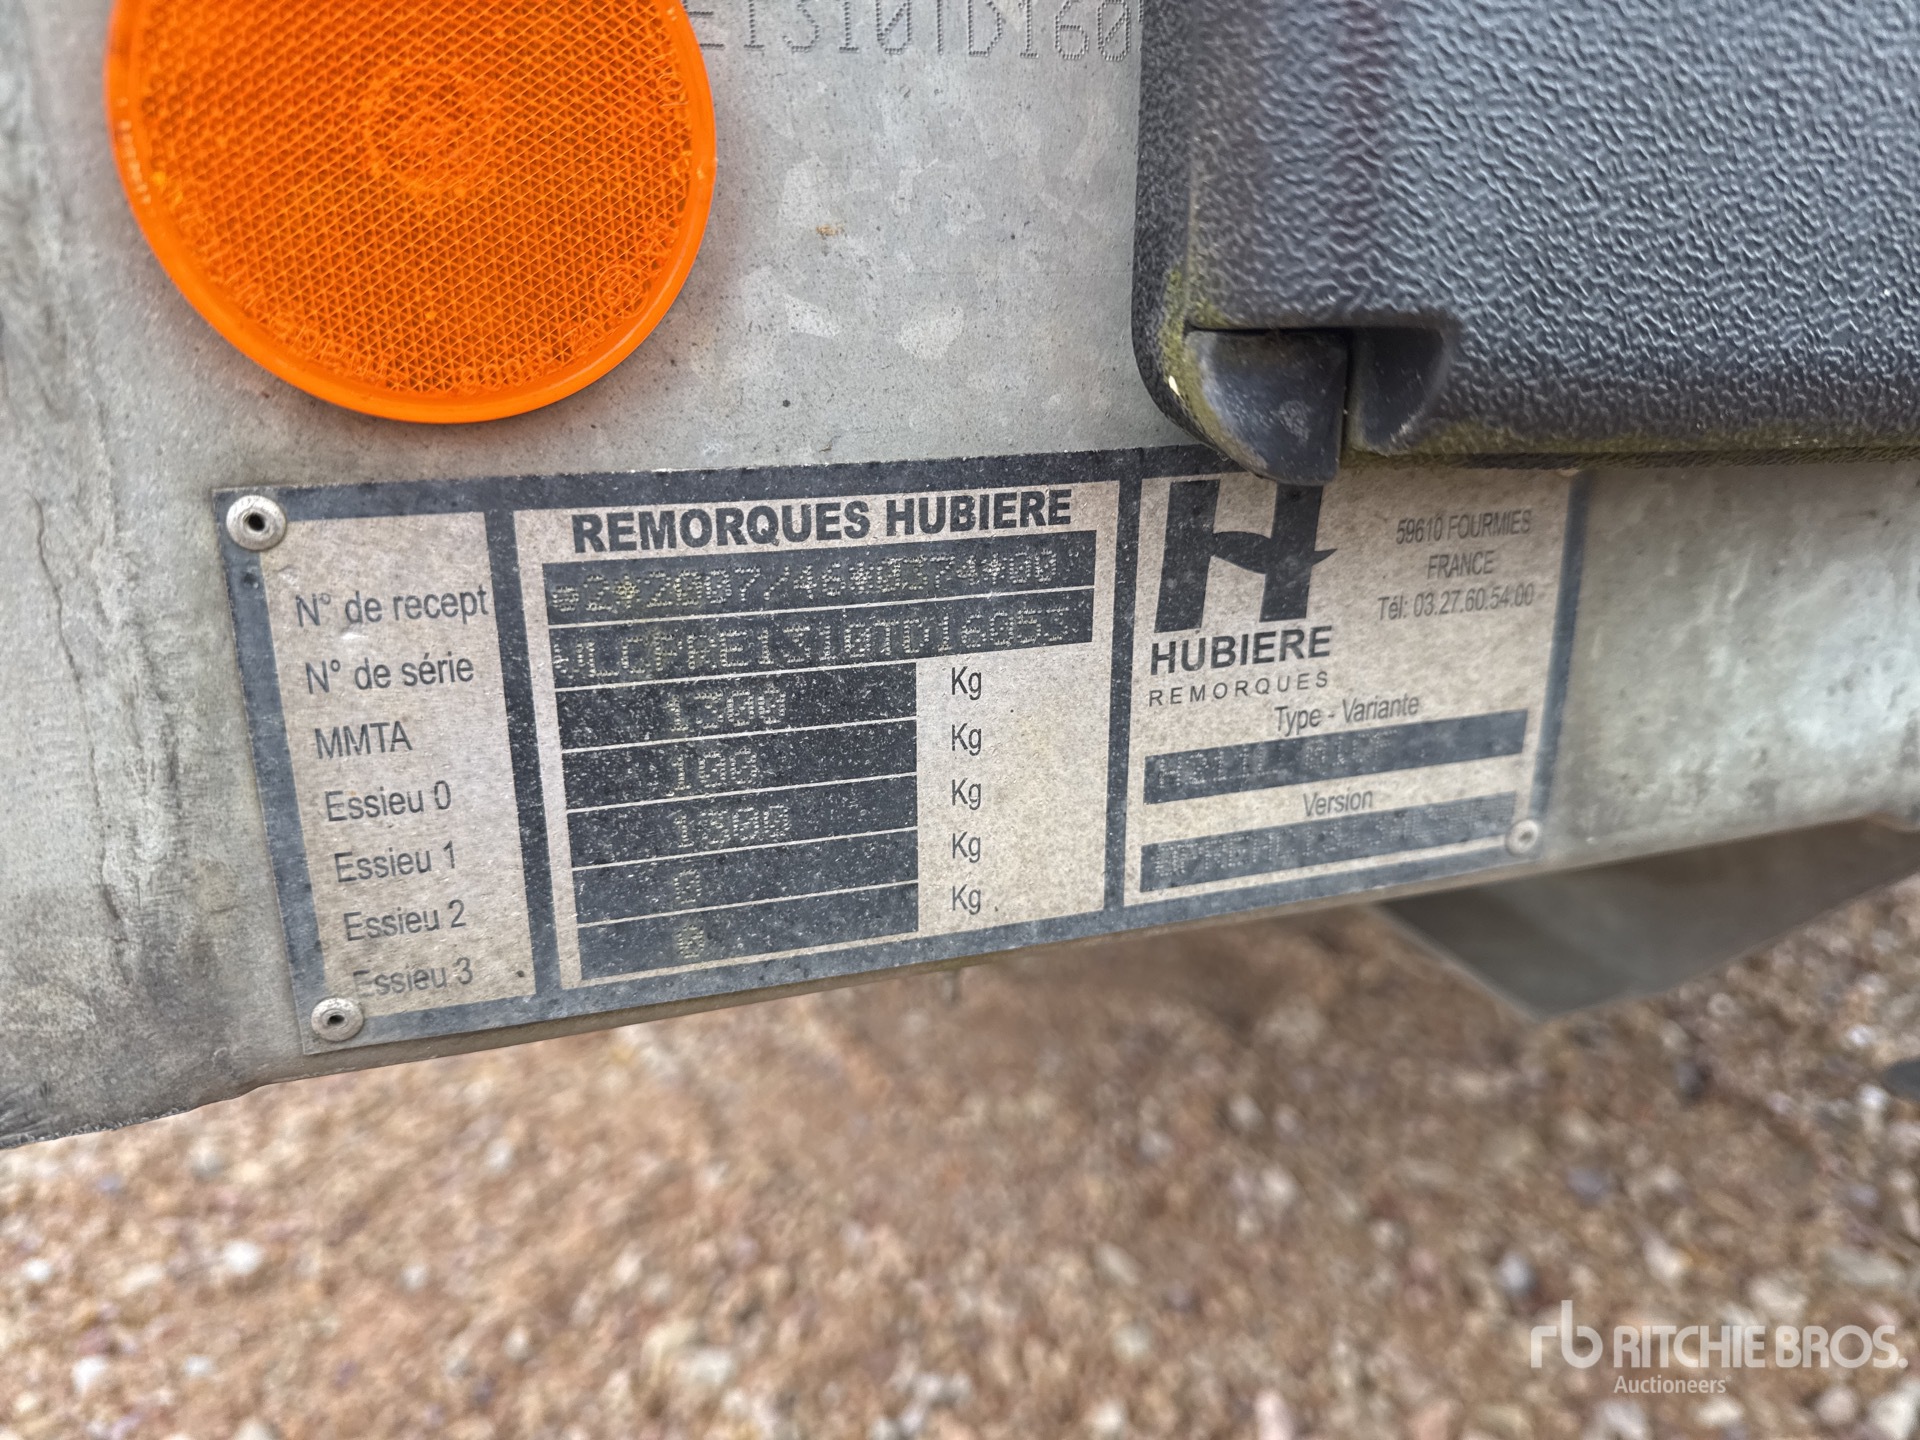 E1310TD160
REMORQUES HUBIERE
N° de recept *2007/46*0374*00
N° de série
MMTA 1300 Kg
Essieu 0 100 Kg
Essieu 1 1300 Kg
Essieu 2 0 Kg
Essieu 3 0 Kg
H
HUBIERE
REMORQUES
59610 FOURMIES
FRANCE
Tél: 03.27.60.54.00
Type - Variante
Version
rb RITCHIE BROS.
Auctioneers